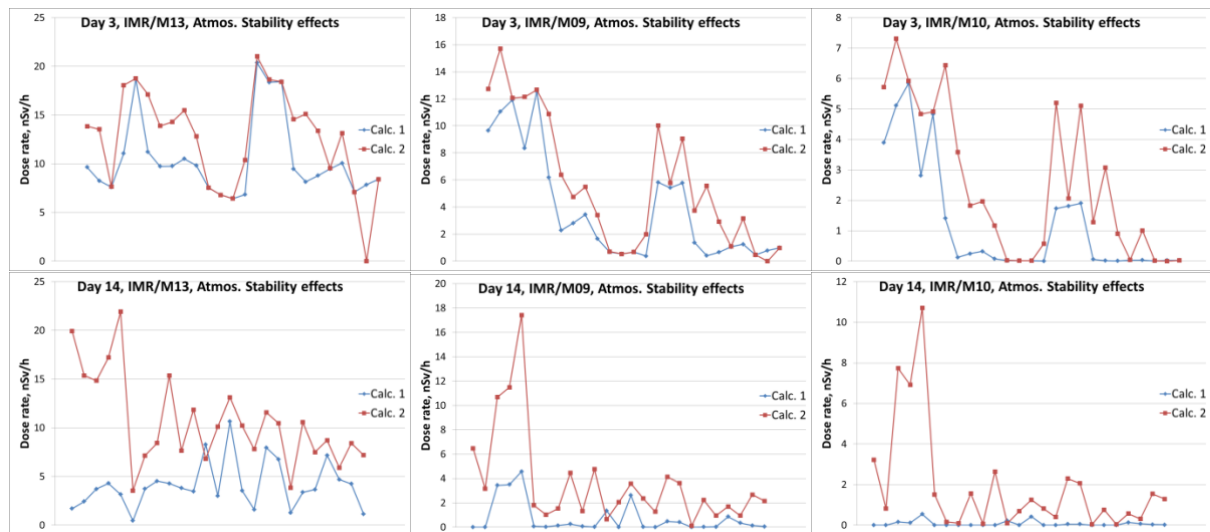 Day 3, IMR/M13, Atmos. Stability effects
Dose rate, nSv/h
25
20
15
10
5
0
Calc. 1
Calc. 2
Day 3, IMR/M09, Atmos. Stability effects
Dose rate, nSv/h
18
16
14
12
10
8
6
4
2
0
Calc. 1
Calc. 2
Day 3, IMR/M10, Atmos. Stability effects
Dose rate, nSv/h
8
7
6
5
4
3
2
1
0
Calc. 1
Calc. 2
Day 14, IMR/M13, Atmos. Stability effects
Dose rate, nSv/h
25
20
15
10
5
0
Calc. 1
Calc. 2
Day 14, IMR/M09, Atmos. Stability effects
Dose rate, nSv/h
20
18
16
14
12
10
8
6
4
2
0
Calc. 1
Calc. 2
Day 14, IMR/M10, Atmos. Stability effects
Dose rate, nSv/h
12
10
8
6
4
2
0
Calc. 1
Calc. 2